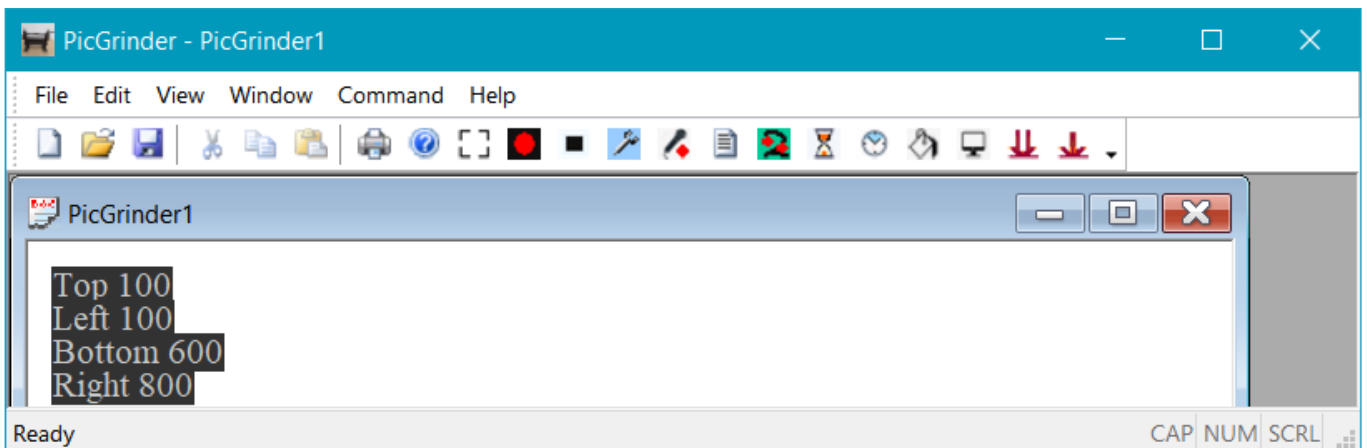 PicGrinder - PicGrinder1
File Edit View Window Command Help
PicGrinder1
Top 100
Left 100
Bottom 600
Right 800
Ready CAP NUM SCRL